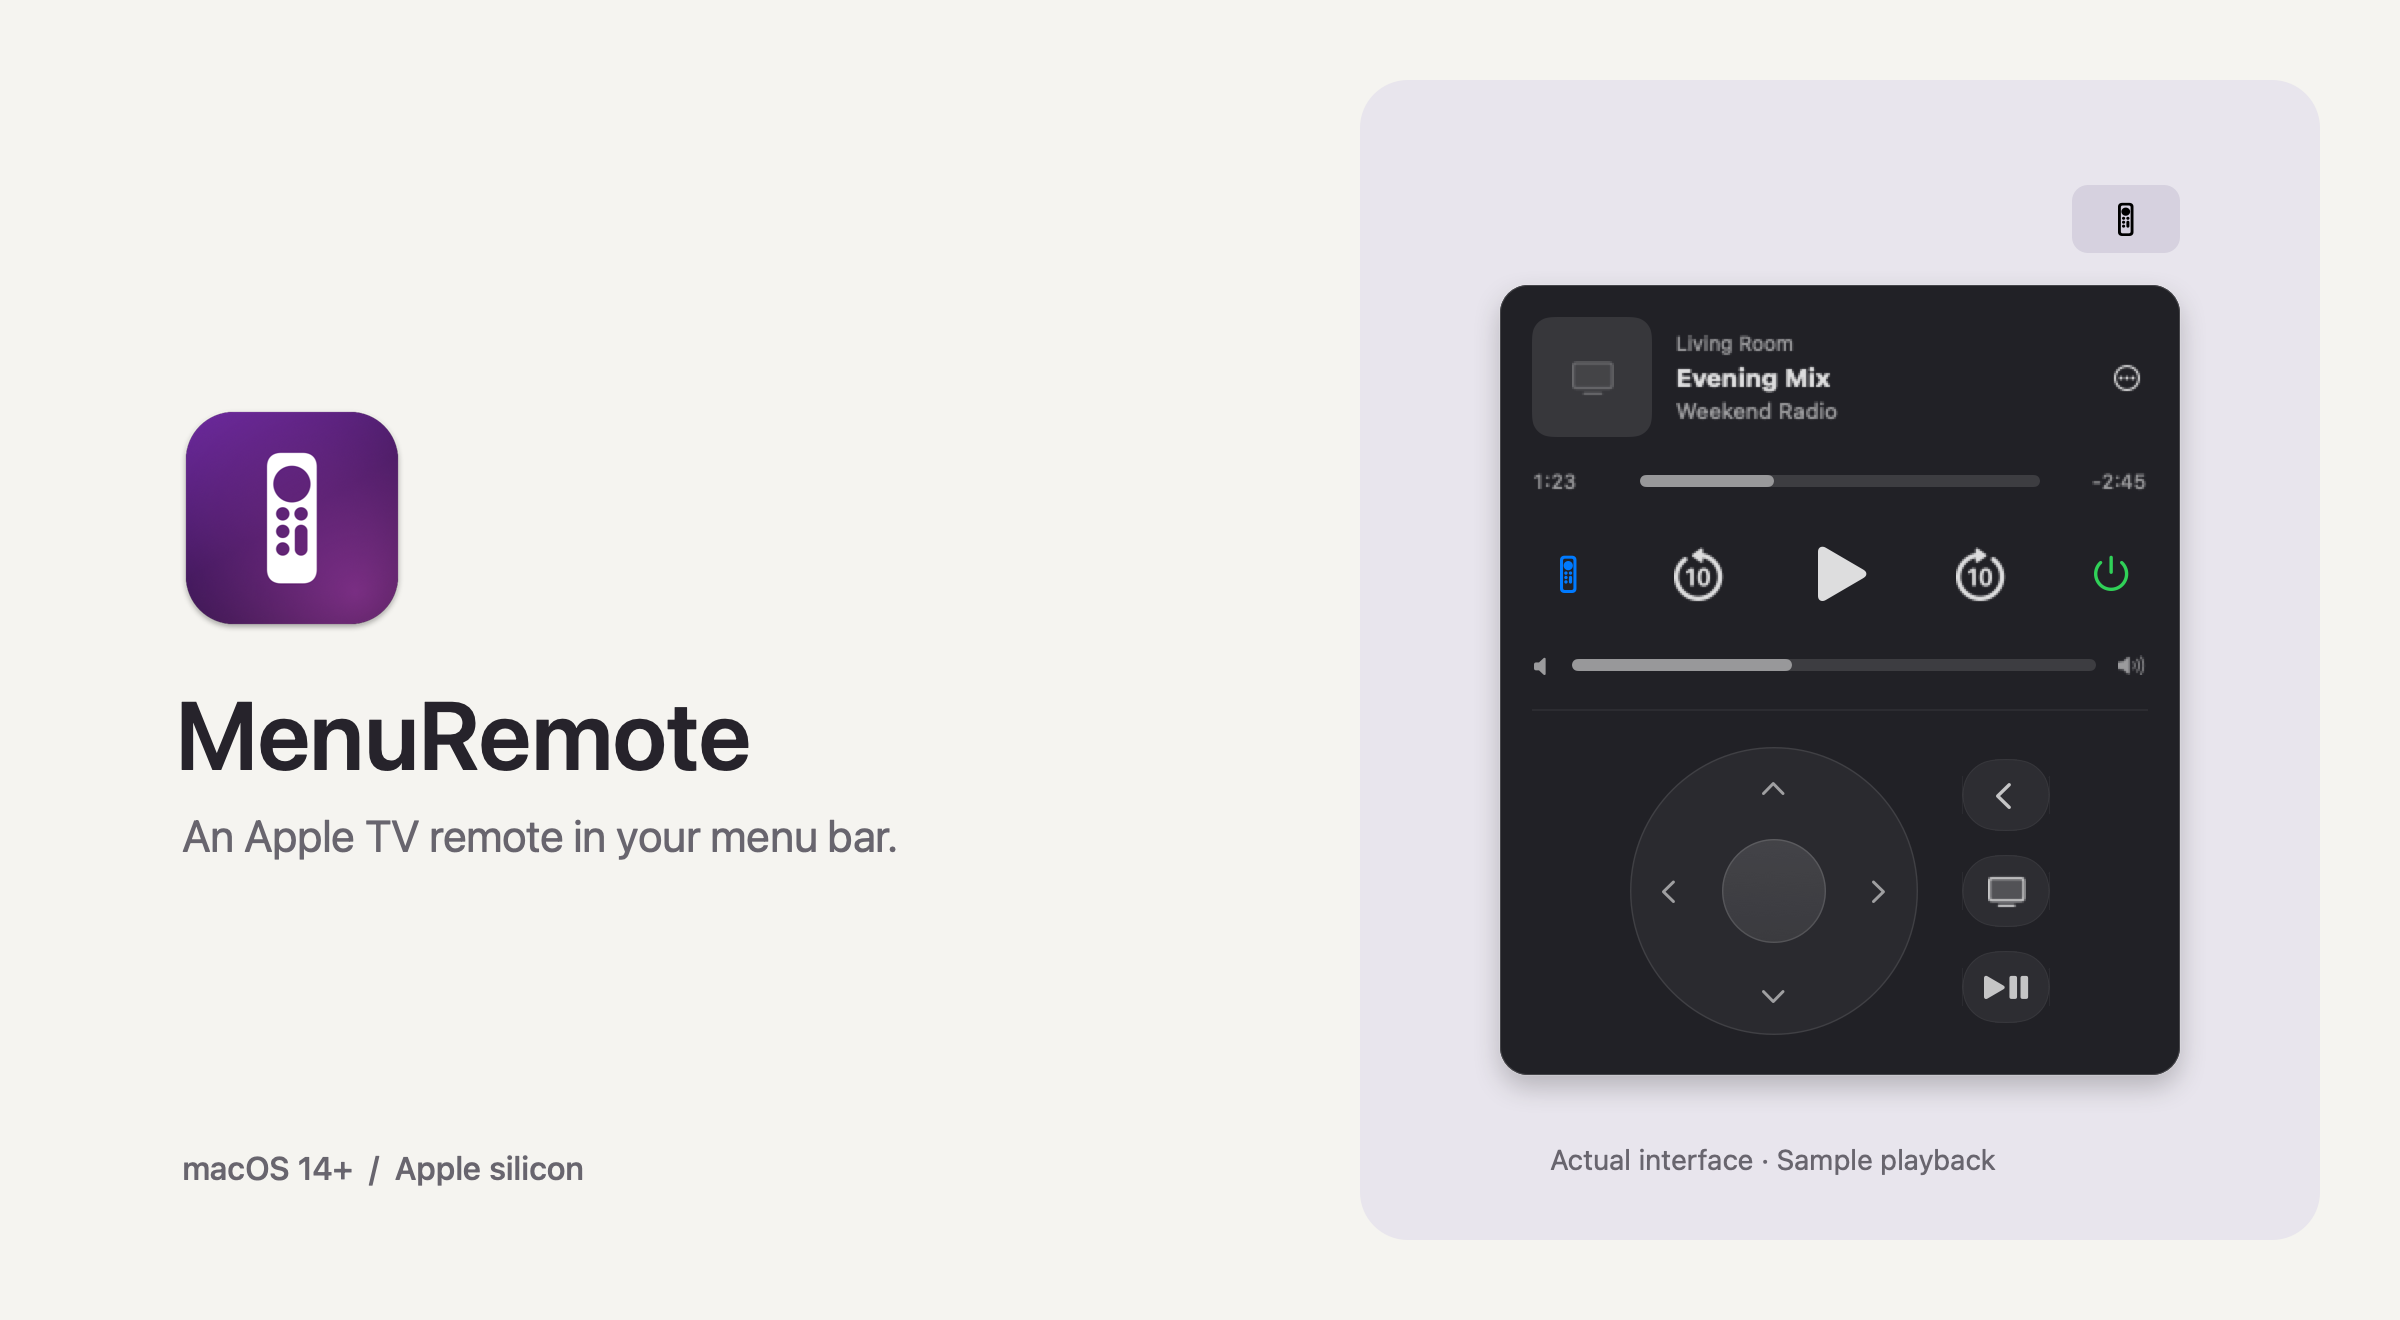 MenuRemote
An Apple TV remote in your menu bar.
macOS 14+ / Apple silicon
Living Room
Evening Mix
Weekend Radio
1:23
-2:45
10
10
Actual interface · Sample playback